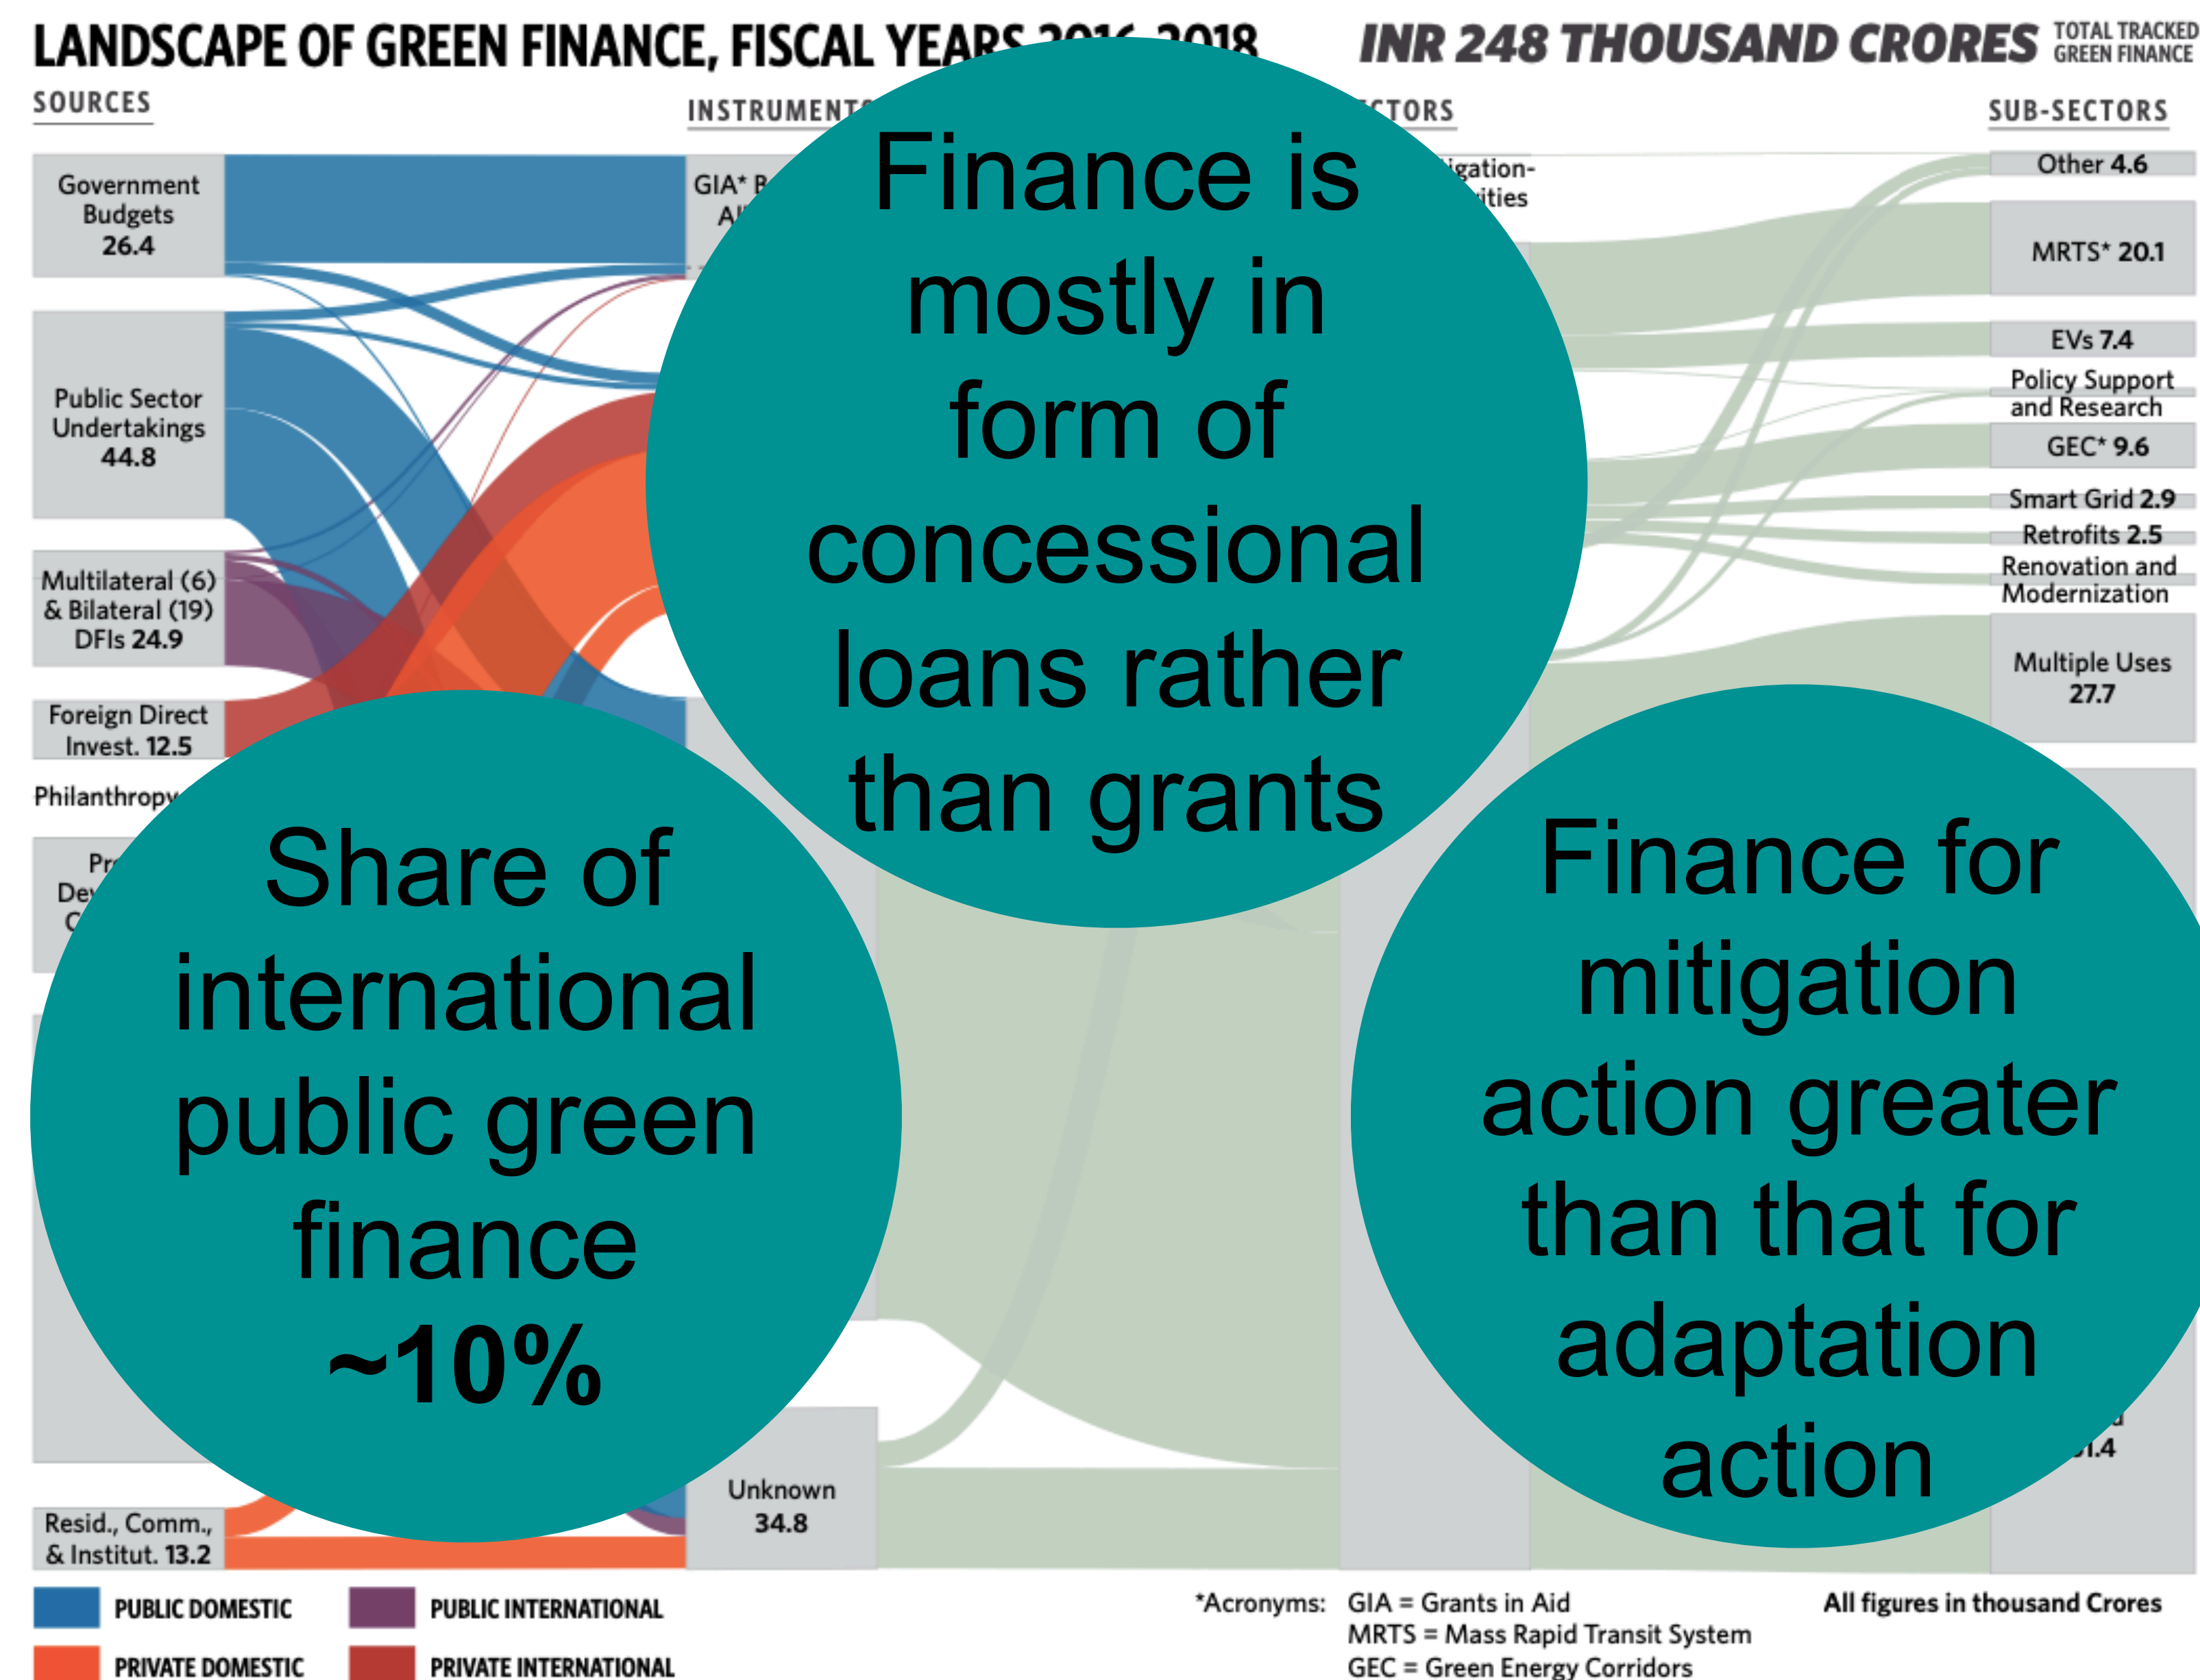 LANDSCAPE OF GREEN FINANCE, FISCAL YEARS 2016-2018
INR 248 THOUSAND CRORES
TOTAL TRACKED
GREEN FINANCE
SOURCES
Government
Budgets
26.4
Public Sector
Undertakings
44.8
Multilateral (6)
& Bilateral (19)
DFIs 24.9
Foreign Direct
Invest. 12.5
Philanthropy
Resid., Comm.,
& Institut. 13.2
GIA*
Unknown
34.8
SUB-SECTORS
Other 4.6
MRTS* 20.1
EVs 7.4
Policy Support
and Research
GEC* 9.6
Smart Grid 2.9
Retrofits 2.5
Renovation and
Modernization
Multiple Uses
27.7
Finance is
mostly in
form of
concessional
loans rather
than grants
Share of
international
public green
finance
~10%
Finance for
mitigation
action greater
than that for
adaptation
action
PUBLIC DOMESTIC
PUBLIC INTERNATIONAL
PRIVATE DOMESTIC
PRIVATE INTERNATIONAL
*Acronyms: GIA = Grants in Aid
MRTS = Mass Rapid Transit System
GEC = Green Energy Corridors
All figures in thousand Crores